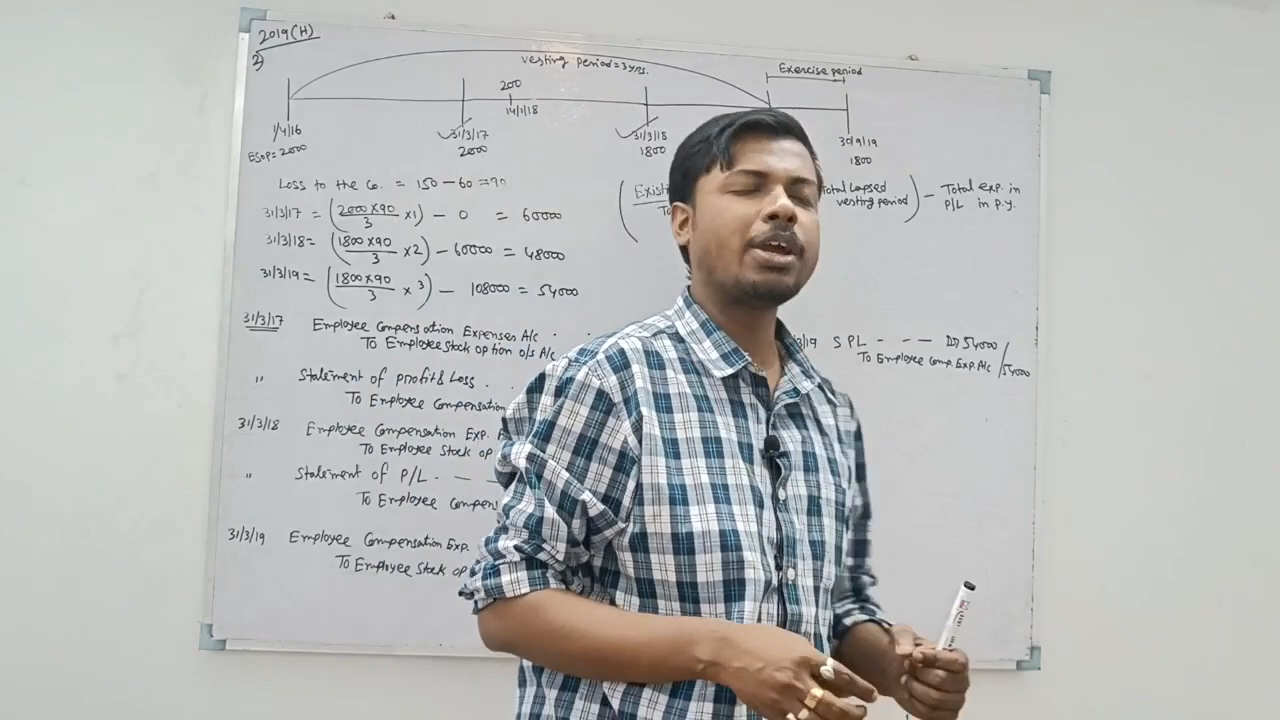 2019(H)
2)
vesting period = 3 yrs.
Exercise period
200
1/4/16
31/3/17
14/1/18
31/3/18
30/9/19
ESOP = 2000
2000
1800
1800
Loss to the Co. = 150 - 60 = 90
31/3/17 = (2000 x 90 / 3 x 1) - 0 = 60000
31/3/18 = (1800 x 90 / 3 x 2) - 60000 = 48000
31/3/19 = (1800 x 90 / 3 x 3) - 108000 = 54000
Total Lapsed vesting period) - Total exp. in P/L in p.y.
31/3/17 Employee Compensation Expenses A/c
To Employee stock option o/s A/c
" Statement of profit & Loss
To Employee Compensation
31/3/18 Employee Compensation Exp.
To Employee Stock
" Statement of P/L
To Employee
31/3/19 Employee Compensation Exp.
To Employee Stock
SPL - - - Dr 54000
To Employee Comp. Exp. A/c / 54000